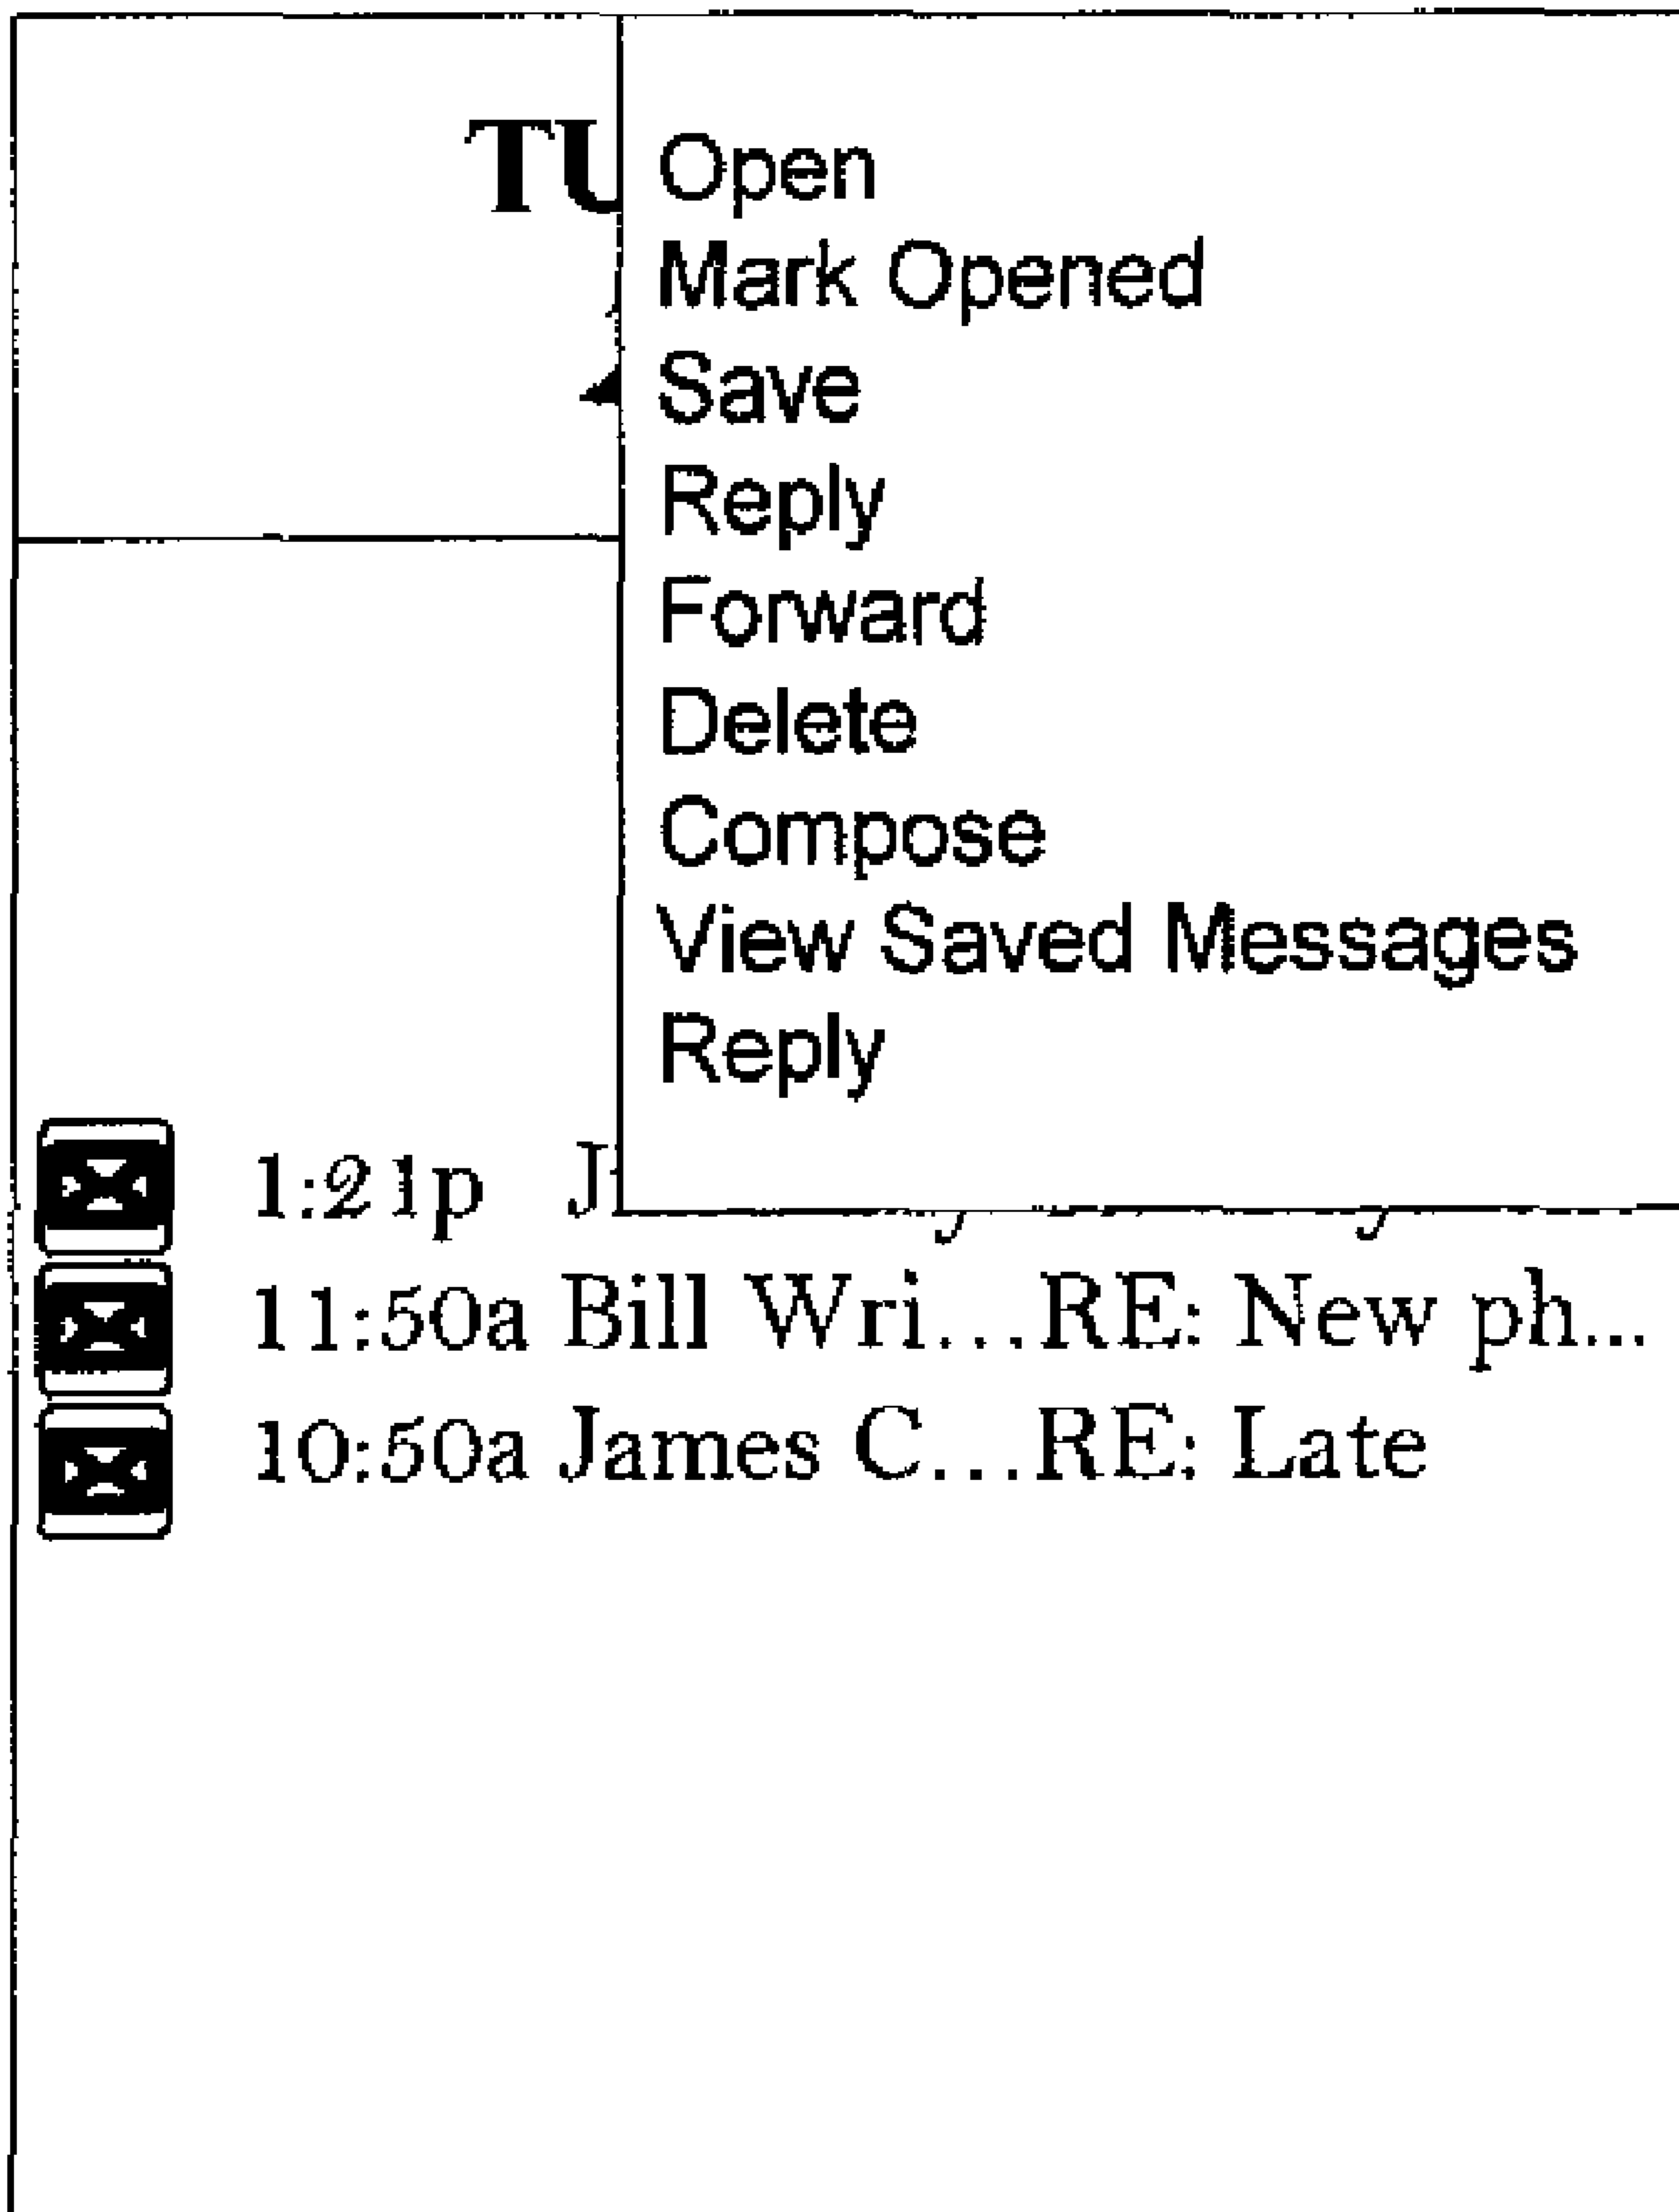 TU
Open
Mark Opened
Save
Reply
Forward
Delete
Compose
View Saved Messages
Reply
1:21p J
11:50a Bill Wri...RE: New ph...
10:50a James C...RE: Late